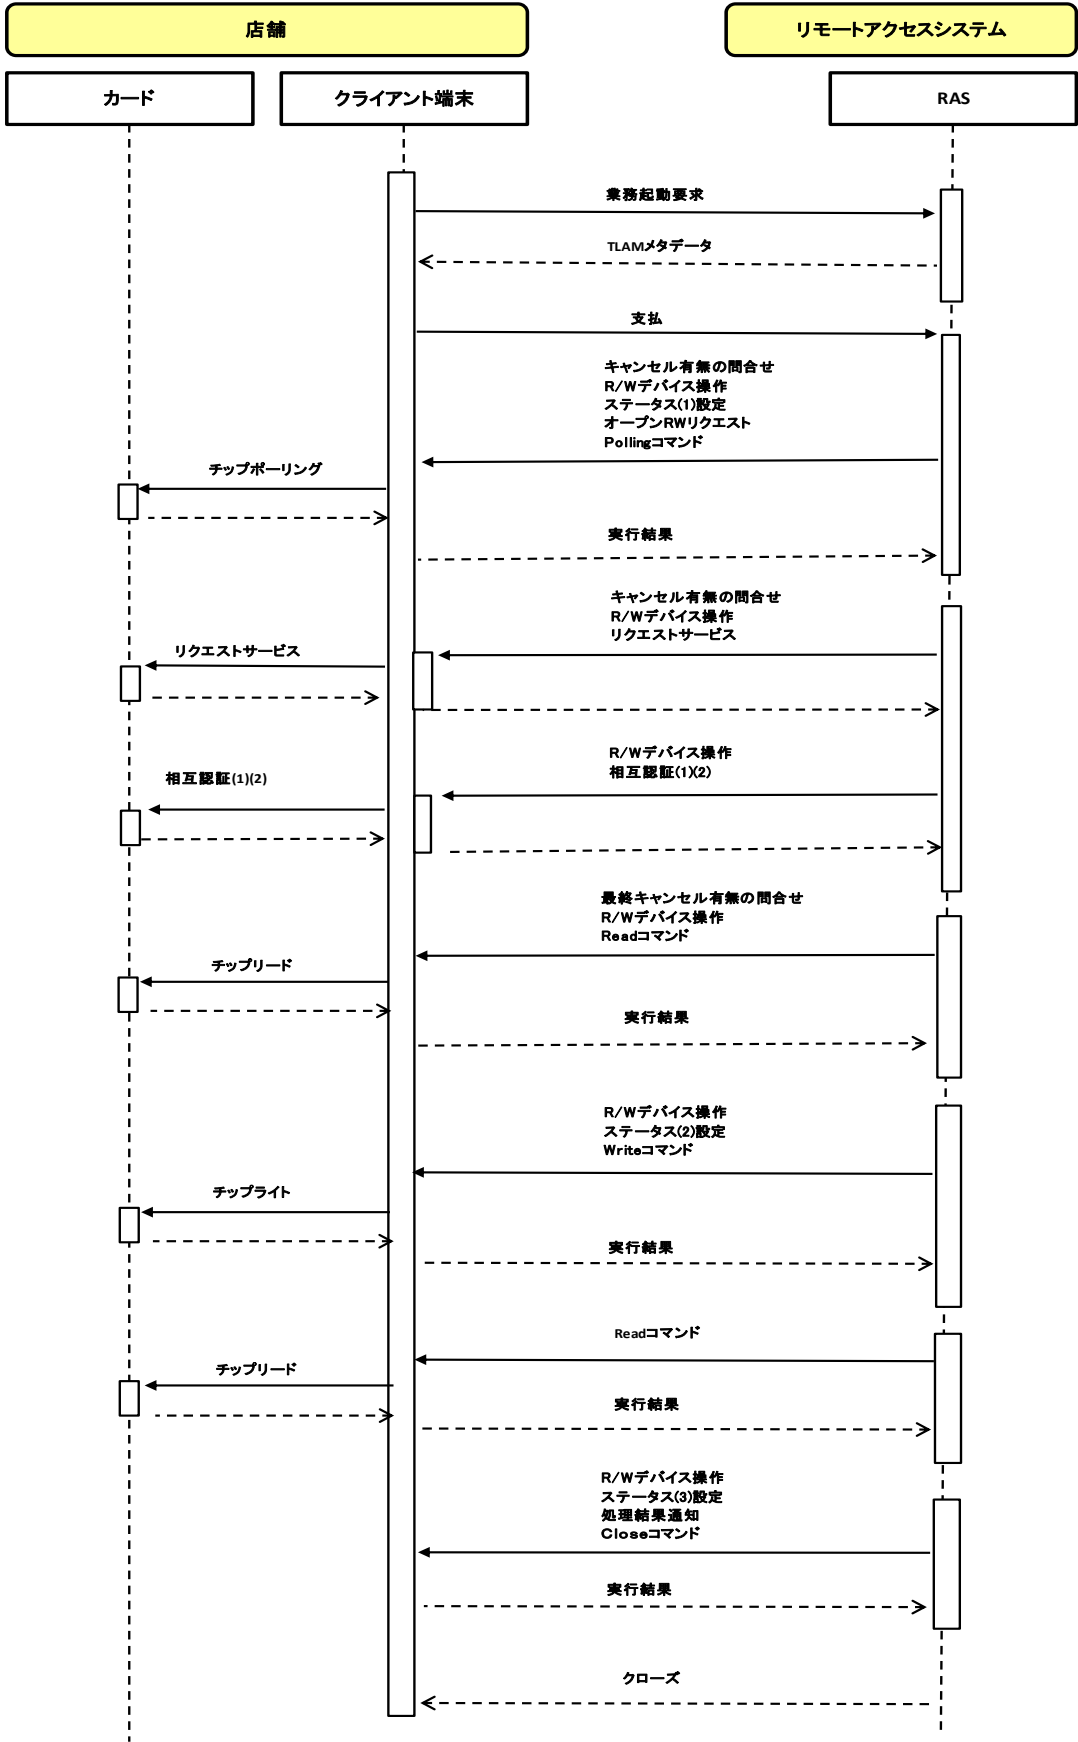 店舗
リモートアクセスシステム
カード
クライアント端末
RAS
業務起動要求
TLAMメタデータ
支払
キャンセル有無の問合せ
R/Wデバイス操作
ステータス(1)設定
オープンRWリクエスト
Pollingコマンド
チップポーリング
実行結果
キャンセル有無の問合せ
R/Wデバイス操作
リクエストサービス
リクエストサービス
R/Wデバイス操作
相互認証(1)(2)
相互認証(1)(2)
最終キャンセル有無の問合せ
R/Wデバイス操作
Readコマンド
チップリード
実行結果
R/Wデバイス操作
ステータス(2)設定
Writeコマンド
チップライト
実行結果
Readコマンド
チップリード
実行結果
R/Wデバイス操作
ステータス(3)設定
処理結果通知
Closeコマンド
実行結果
クローズ